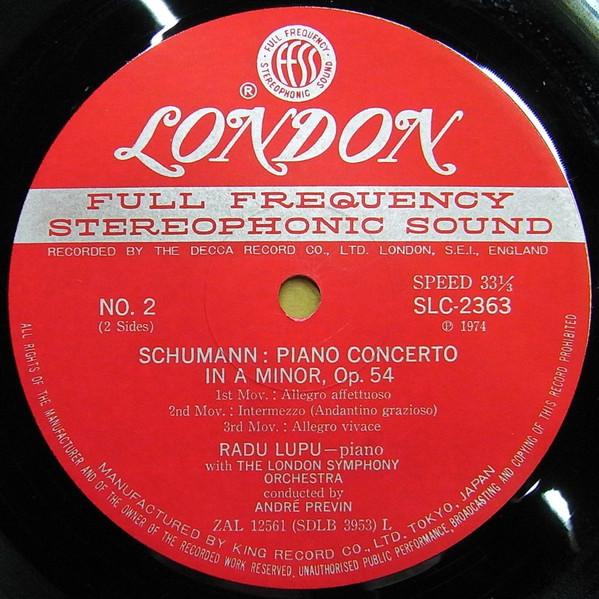 FULL FREQUENCY
FFSS
STEREOPHONIC SOUND
®
LONDON
FULL FREQUENCY
STEREOPHONIC SOUND
RECORDED BY THE DECCA RECORD CO., LTD. LONDON, S.E.I., ENGLAND
SPEED 33⅓
NO. 2
SLC-2363
(2 Sides)
℗ 1974
SCHUMANN : PIANO CONCERTO
IN A MINOR, Op. 54
1st Mov. : Allegro affettuoso
2nd Mov. : Intermezzo (Andantino grazioso)
3rd Mov. : Allegro vivace
RADU LUPU—piano
with THE LONDON SYMPHONY
ORCHESTRA
conducted by
ANDRÉ PREVIN
ZAL 12561 (SDLB 3953) L
MANUFACTURED BY KING RECORD CO., LTD. TOKYO, JAPAN
ALL RIGHTS OF THE MANUFACTURER AND OF THE OWNER OF THE RECORDED WORK RESERVED. UNAUTHORISED PUBLIC PERFORMANCE, BROADCASTING AND COPYING OF THIS RECORD PROHIBITED